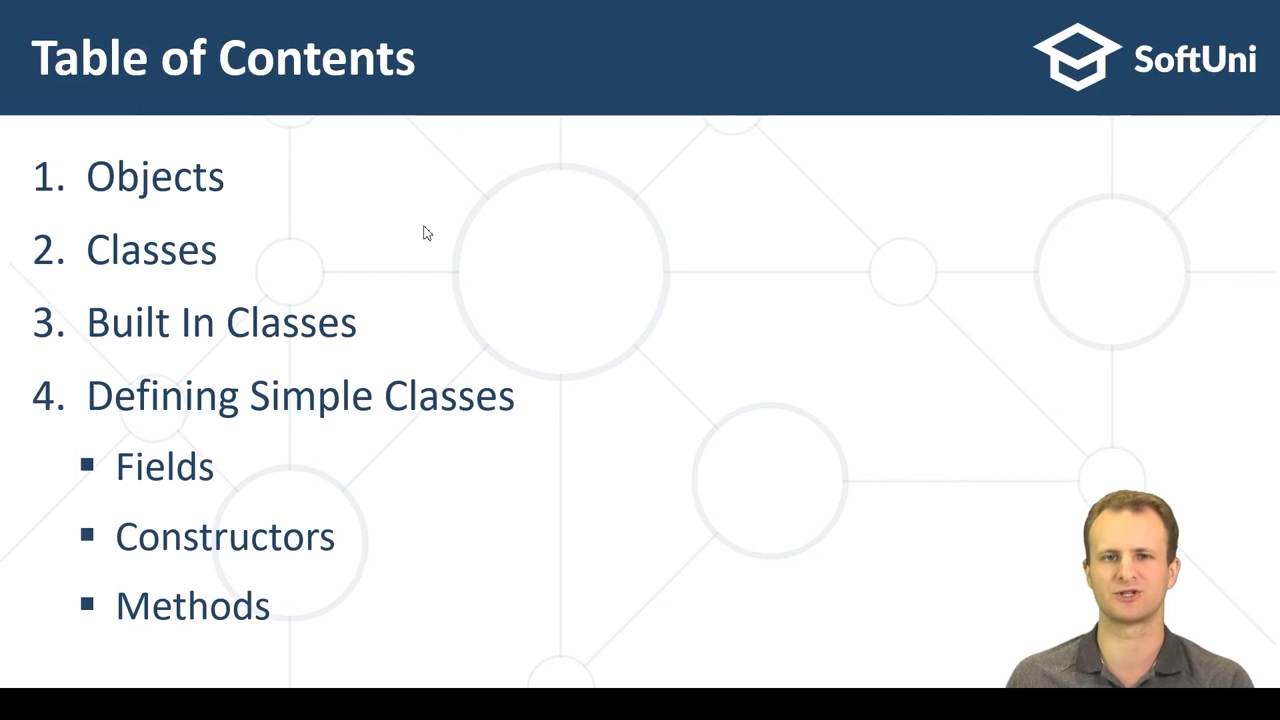 Table of Contents
SoftUni
1. Objects
2. Classes
3. Built In Classes
4. Defining Simple Classes
▪ Fields
▪ Constructors
▪ Methods